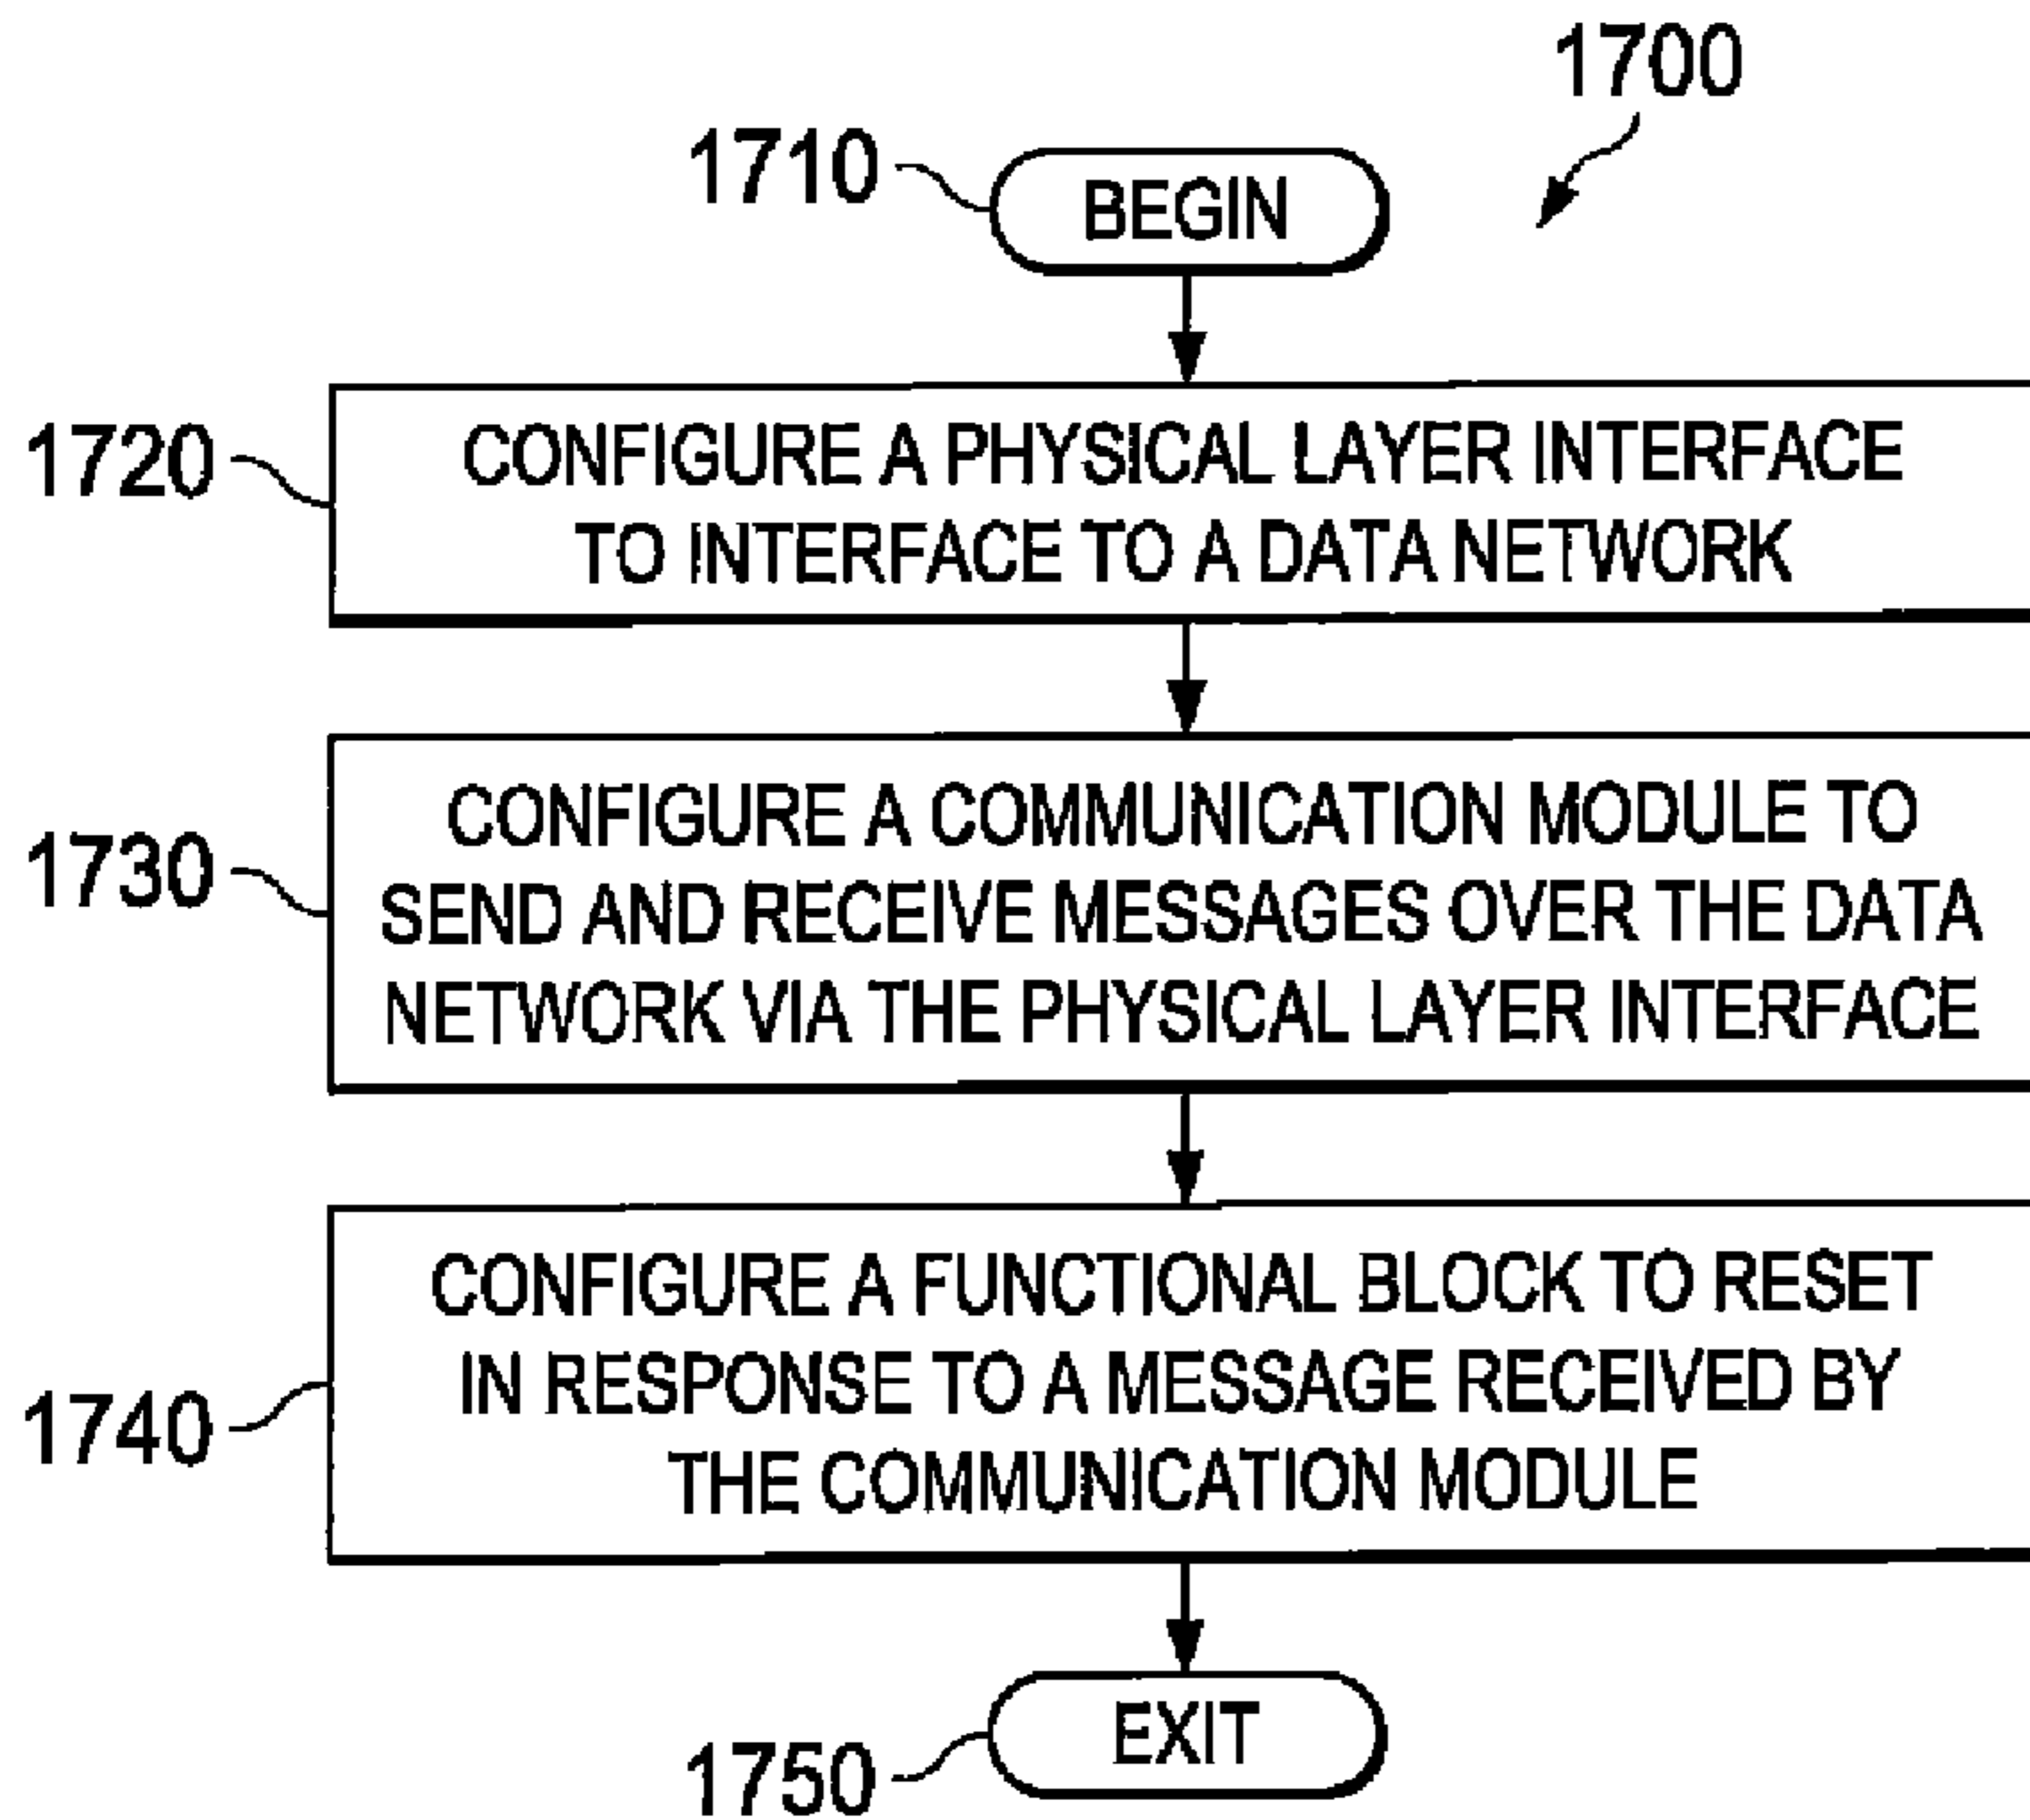 1700
1710
BEGIN
1720
CONFIGURE A PHYSICAL LAYER INTERFACE
TO INTERFACE TO A DATA NETWORK
1730
CONFIGURE A COMMUNICATION MODULE TO
SEND AND RECEIVE MESSAGES OVER THE DATA
NETWORK VIA THE PHYSICAL LAYER INTERFACE
1740
CONFIGURE A FUNCTIONAL BLOCK TO RESET
IN RESPONSE TO A MESSAGE RECEIVED BY
THE COMMUNICATION MODULE
EXIT
1750